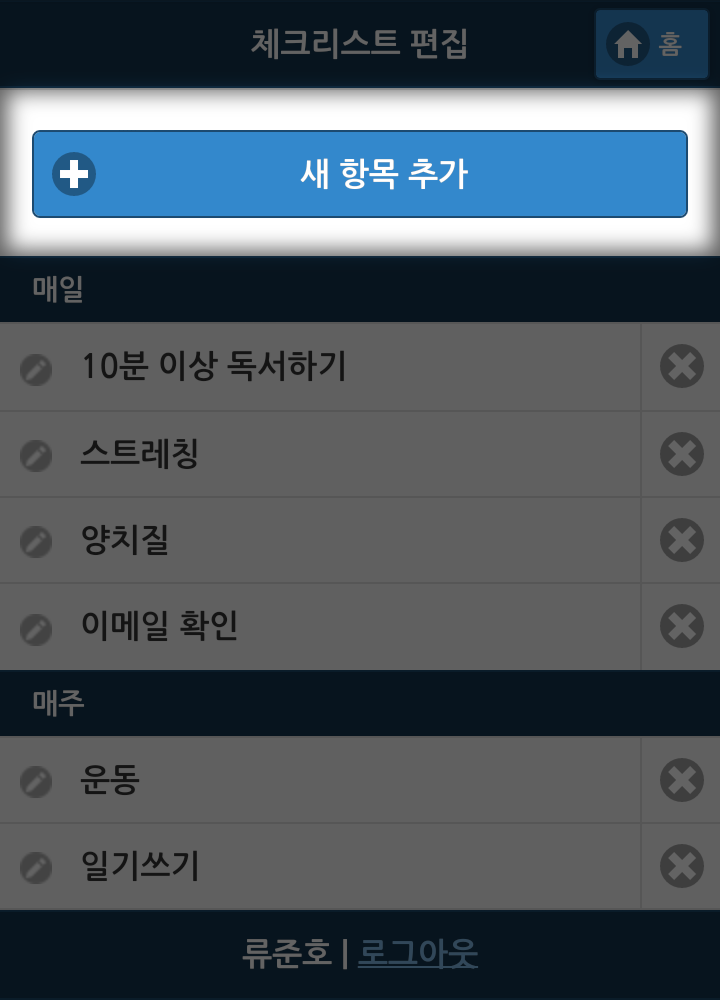 체크리스트 편집
홈
새 항목 추가
매일
10분 이상 독서하기
스트레칭
양치질
이메일 확인
매주
운동
일기쓰기
류준호 | 로그아웃